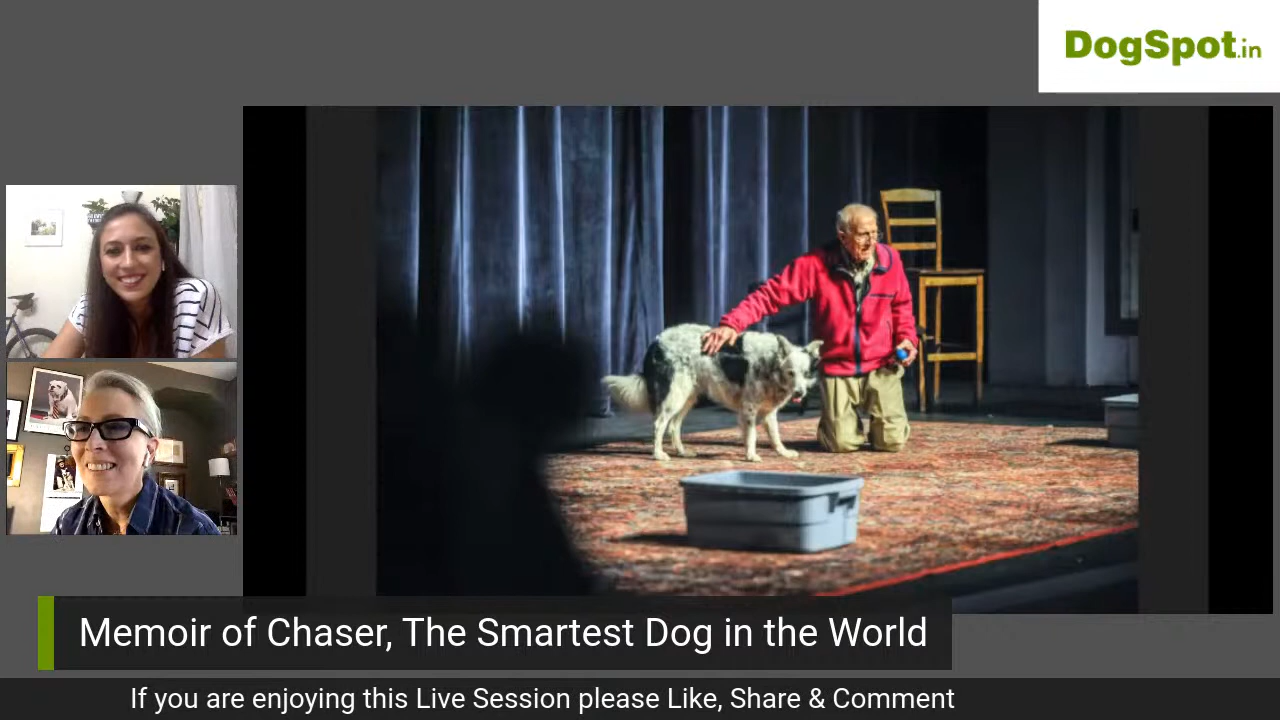 DogSpot.in
Memoir of Chaser, The Smartest Dog in the World
If you are enjoying this Live Session please Like, Share & Comment